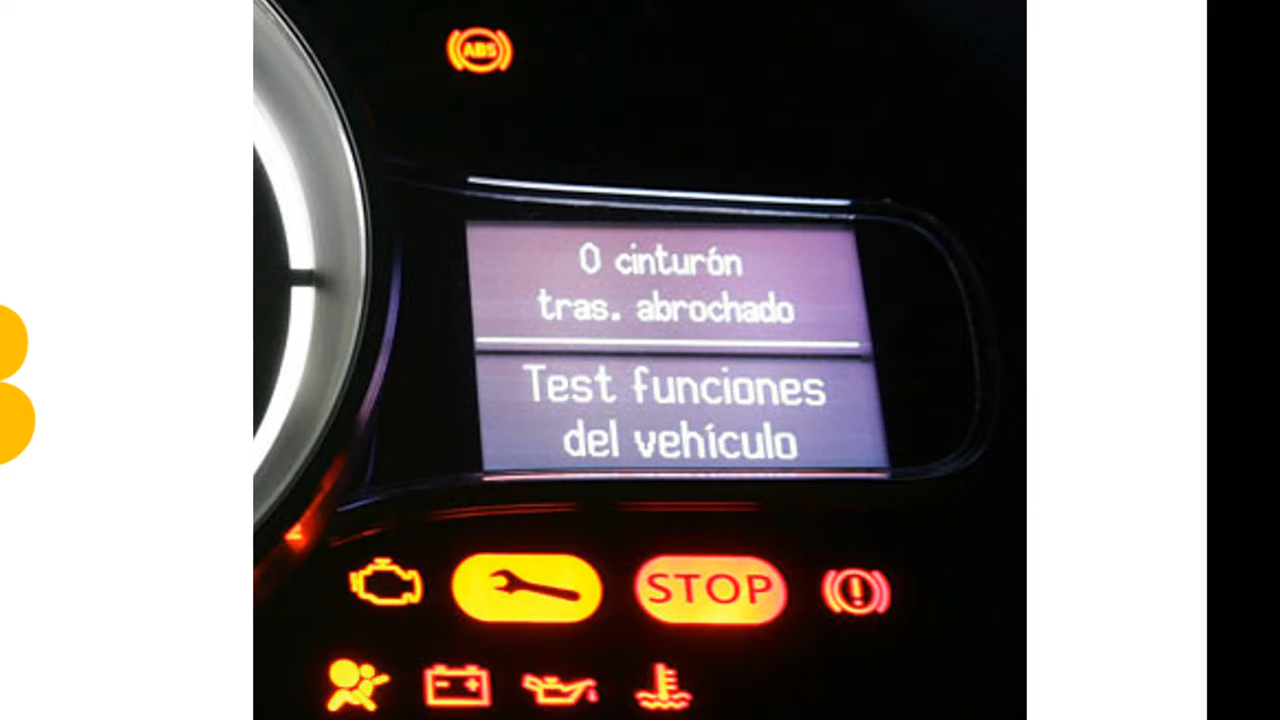 ABS
0 cinturón
tras. abrochado
Test funciones
del vehículo
STOP